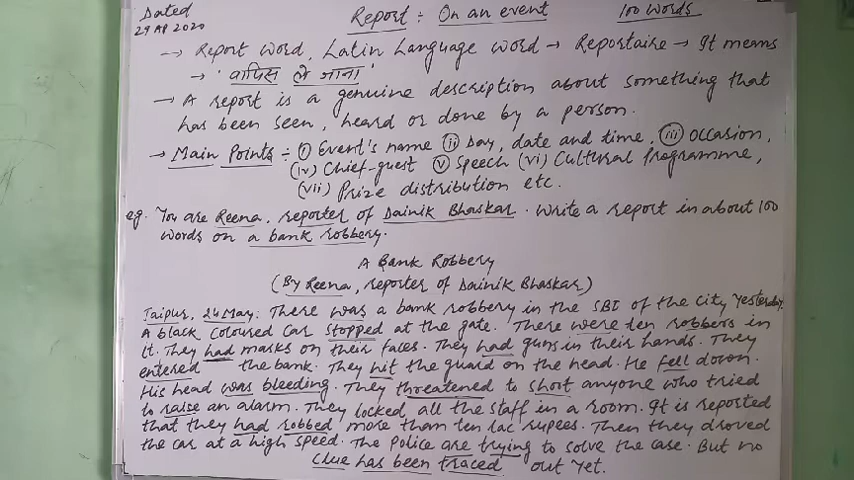 Dated
29 AP 2020
Report ÷ On an event
100 words
→ Report word, Latin Language word → Reportaire → It means
→ 'वापिस ले जाना'
→ A report is a genuine description about something that
has been seen, heard or done by a person.
→ Main Points ÷ (i) Event's name (ii) Day, date and time, (iii) Occasion,
(iv) Chief-guest (v) Speech (vi) Cultural Programme,
(vii) Prize distribution etc.
eg. You are Reena, reporter of Dainik Bhaskar. Write a report in about 100
words on a bank robbery.
A Bank Robbery
(By Reena, reporter of Dainik Bhaskar)
Jaipur, 24 May: There was a bank robbery in the SBI of the city yesterday.
A black coloured car stopped at the gate. There were ten robbers in
it. They had masks on their faces. They had guns in their hands. They
entered the bank. They hit the guard on the head. He fell down.
His head was bleeding. They threatened to shoot anyone who tried
to raise an alarm. They locked all the staff in a room. It is reported
that they had robbed more than ten lac rupees. Then they droved
the car at a high speed. The police are trying to solve the case. But no
clue has been traced out yet.